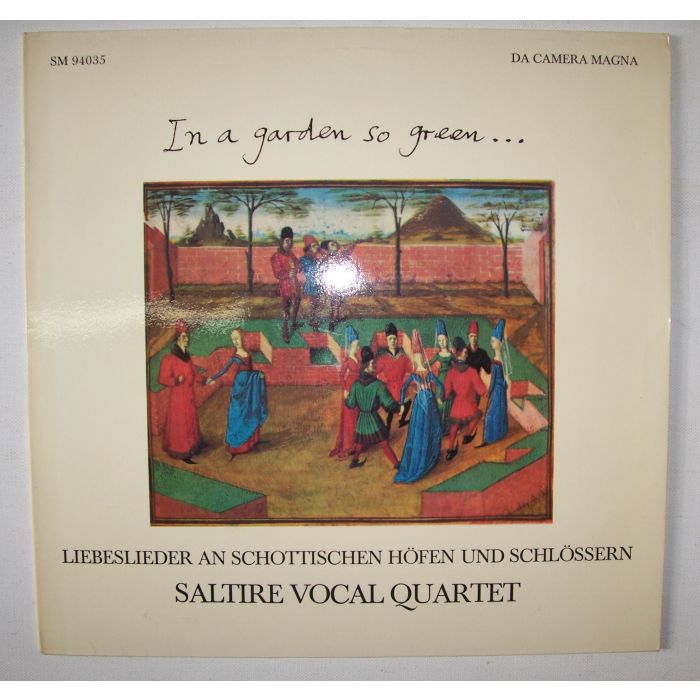 SM 94035
DA CAMERA MAGNA
In a garden so green...
LIEBESLIEDER AN SCHOTTISCHEN HÖFEN UND SCHLÖSSERN
SALTIRE VOCAL QUARTET